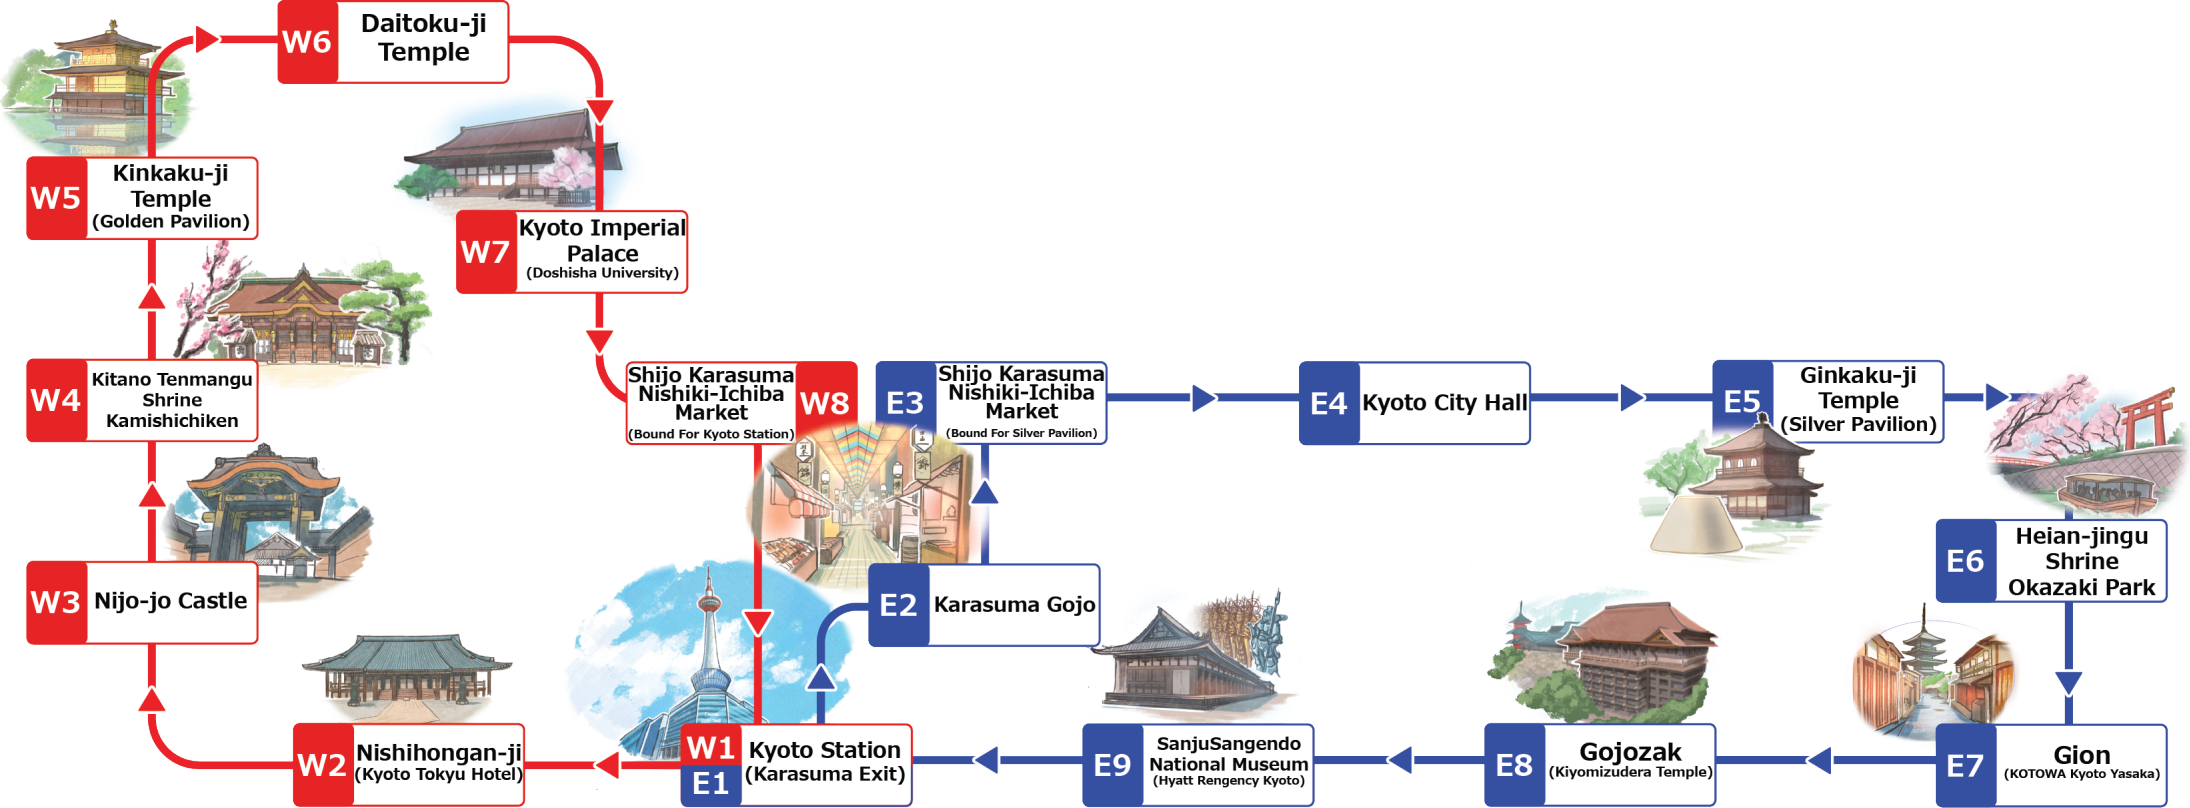 W6
Daitoku-ji
Temple
W5
Kinkaku-ji
Temple
(Golden Pavilion)
W7
Kyoto Imperial
Palace
(Doshisha University)
W4
Kitano Tenmangu
Shrine
Kamishichiken
Shijo Karasuma
Nishiki-Ichiba
Market
(Bound For Kyoto Station)
W8
E3
Shijo Karasuma
Nishiki-Ichiba
Market
(Bound For Silver Pavilion)
E4
Kyoto City Hall
E5
Ginkaku-ji
Temple
(Silver Pavilion)
W3
Nijo-jo Castle
E2
Karasuma Gojo
E6
Heian-jingu
Shrine
Okazaki Park
W2
Nishihongan-ji
(Kyoto Tokyu Hotel)
W1
E1
Kyoto Station
(Karasuma Exit)
E9
SanjuSangendo
National Museum
(Hyatt Rengency Kyoto)
E8
Gojozak
(Kiyomizudera Temple)
E7
Gion
(KOTOWA Kyoto Yasaka)